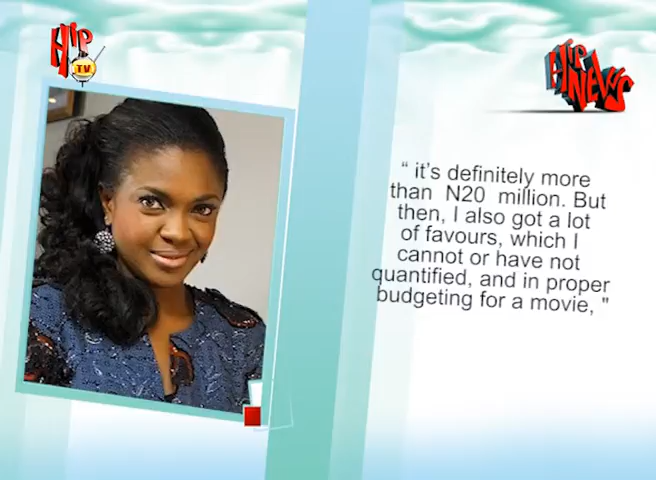 HIP
TV
HIP
NEWS
“ it’s definitely more
than N20 million. But
then, I also got a lot
of favours, which I
cannot or have not
quantified, and in proper
budgeting for a movie, "